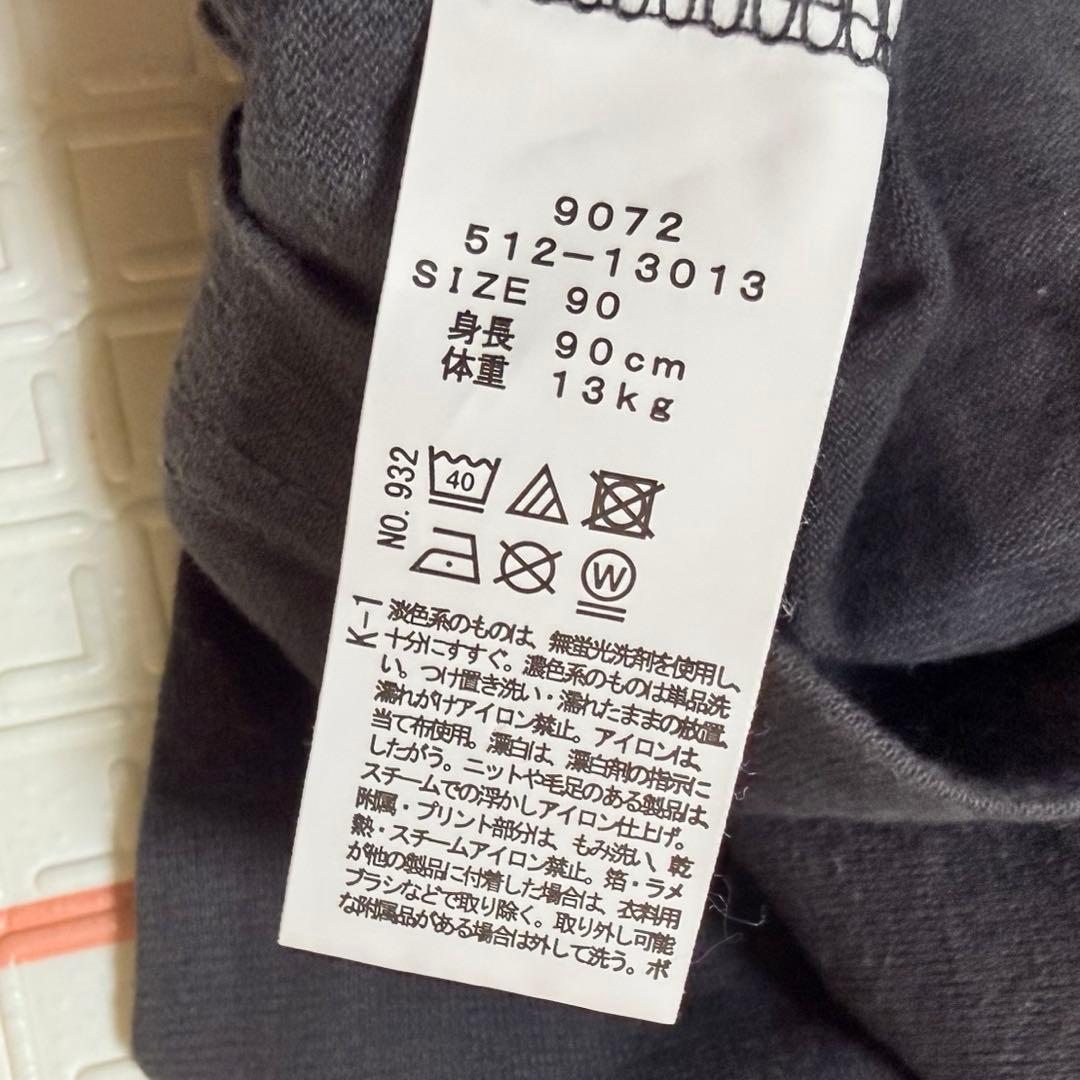 9072
512-13013
SIZE 90
身長 90cm
体重 13kg
NO.932
40
W
K-1
淡色系のものは、無蛍光洗剤を使用し、
十分にすすぐ。濃色系のものは単品洗
い。つけ置き洗い・濡れたままの放置、
濡れがけアイロン禁止。アイロンは、
当て布使用。漂白は、漂白剤の指示に
したがう。ニットや毛足のある製品は、
スチームでの浮かしアイロン仕上げ。
附属・プリント部分は、もみ洗い、乾
熱・スチームアイロン禁止。箔・ラメ
が他の製品に付着した場合は、衣料用
ブラシなどで取り除く。取り外し可能
な附属品がある場合は外して洗う。ボ